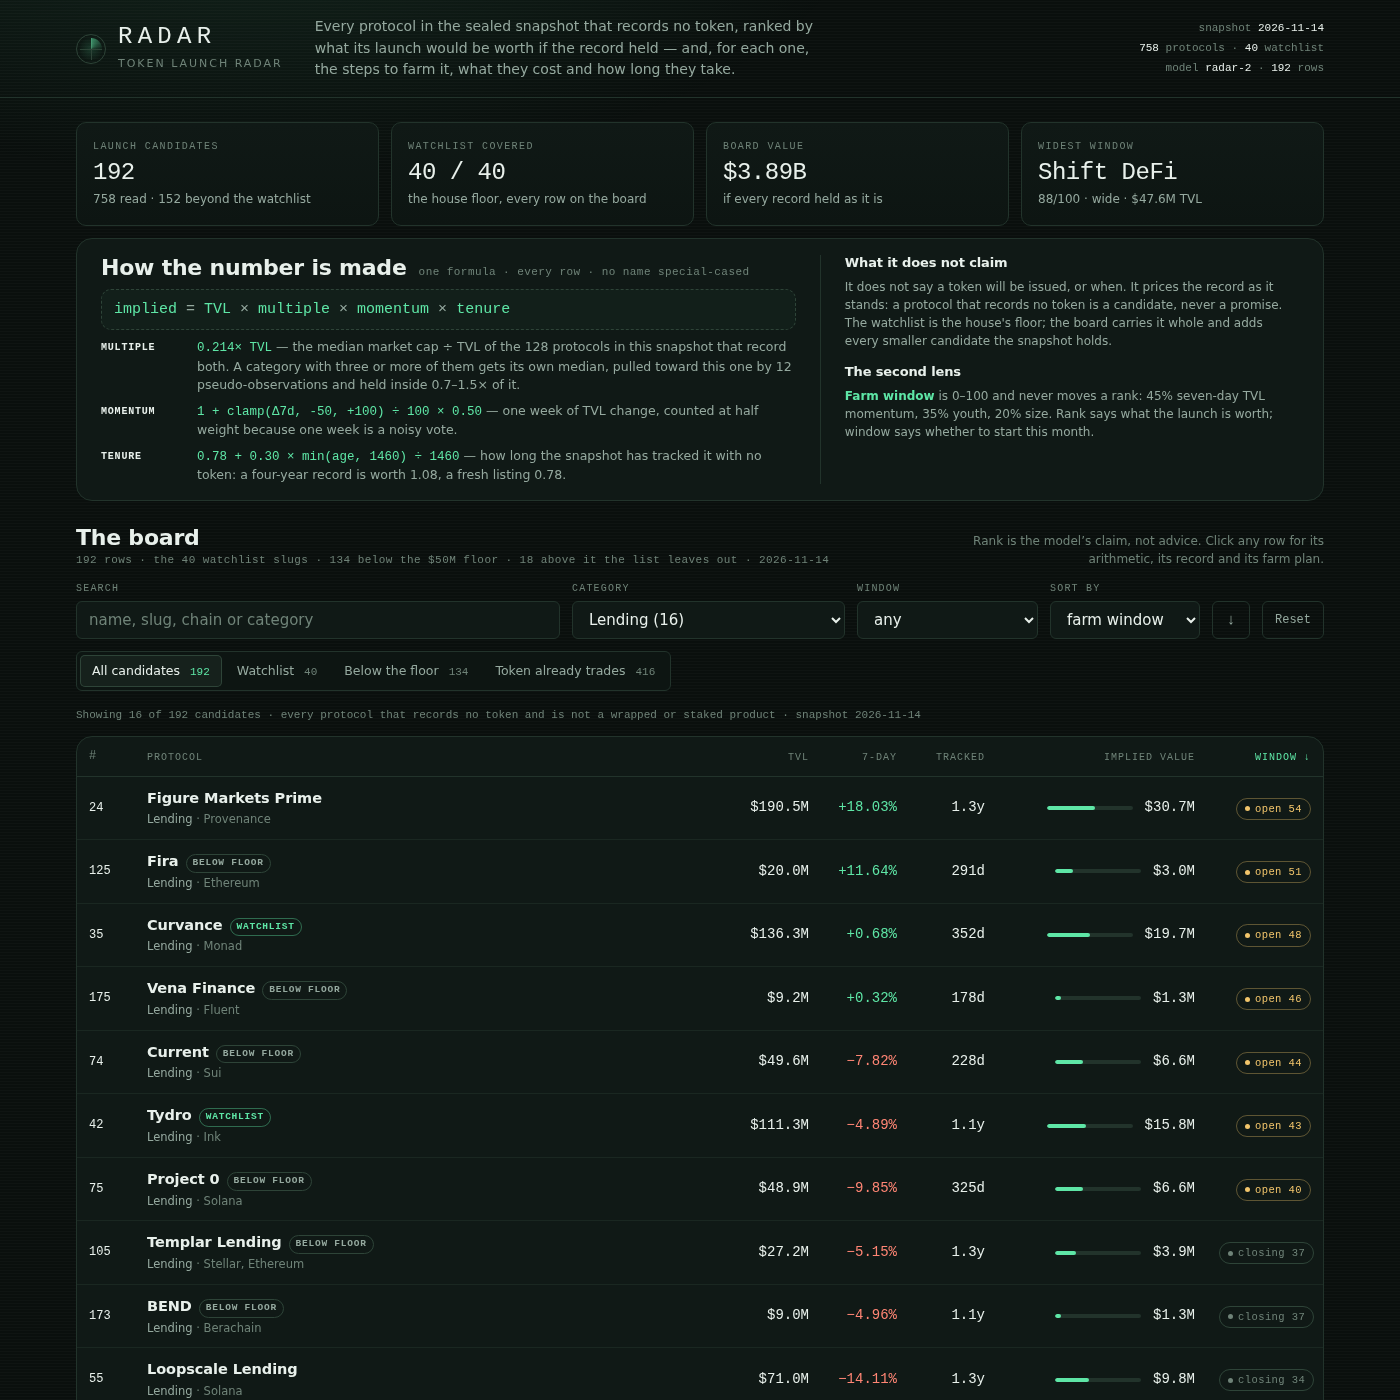 RADAR
TOKEN LAUNCH RADAR
Every protocol in the sealed snapshot that records no token, ranked by
what its launch would be worth if the record held — and, for each one,
the steps to farm it, what they cost and how long they take.
snapshot 2026-11-14
758 protocols · 40 watchlist
model radar-2 · 192 rows
LAUNCH CANDIDATES
192
758 read · 152 beyond the watchlist
WATCHLIST COVERED
40 / 40
the house floor, every row on the board
BOARD VALUE
$3.89B
if every record held as it is
WIDEST WINDOW
Shift DeFi
88/100 · wide · $47.6M TVL
How the number is made one formula · every row · no name special-cased
implied = TVL × multiple × momentum × tenure
MULTIPLE 0.214× TVL — the median market cap ÷ TVL of the 128 protocols in this snapshot that record
both. A category with three or more of them gets its own median, pulled toward this one by 12
pseudo-observations and held inside 0.7–1.5× of it.
MOMENTUM 1 + clamp(Δ7d, -50, +100) ÷ 100 × 0.50 — one week of TVL change, counted at half
weight because one week is a noisy vote.
TENURE 0.78 + 0.30 × min(age, 1460) ÷ 1460 — how long the snapshot has tracked it with no
token: a four-year record is worth 1.08, a fresh listing 0.78.
What it does not claim
It does not say a token will be issued, or when. It prices the record as it
stands: a protocol that records no token is a candidate, never a promise.
The watchlist is the house's floor; the board carries it whole and adds
every smaller candidate the snapshot holds.
The second lens
Farm window is 0–100 and never moves a rank: 45% seven-day TVL
momentum, 35% youth, 20% size. Rank says what the launch is worth;
window says whether to start this month.
The board
192 rows · the 40 watchlist slugs · 134 below the $50M floor · 18 above it the list leaves out · 2026-11-14
Rank is the model’s claim, not advice. Click any row for its
arithmetic, its record and its farm plan.
SEARCH CATEGORY WINDOW SORT BY
name, slug, chain or category Lending (16) any farm window ↓ Reset
All candidates 192 Watchlist 40 Below the floor 134 Token already trades 416
Showing 16 of 192 candidates · every protocol that records no token and is not a wrapped or staked product · snapshot 2026-11-14
# PROTOCOL TVL 7-DAY TRACKED IMPLIED VALUE WINDOW ↓
24 Figure Markets Prime $190.5M +18.03% 1.3y $30.7M open 54
Lending · Provenance
125 Fira BELOW FLOOR $20.0M +11.64% 291d $3.0M open 51
Lending · Ethereum
35 Curvance WATCHLIST $136.3M +0.68% 352d $19.7M open 48
Lending · Monad
175 Vena Finance BELOW FLOOR $9.2M +0.32% 178d $1.3M open 46
Lending · Fluent
74 Current BELOW FLOOR $49.6M −7.82% 228d $6.6M open 44
Lending · Sui
42 Tydro WATCHLIST $111.3M −4.89% 1.1y $15.8M open 43
Lending · Ink
75 Project 0 BELOW FLOOR $48.9M −9.85% 325d $6.6M open 40
Lending · Solana
105 Templar Lending BELOW FLOOR $27.2M −5.15% 1.3y $3.9M closing 37
Lending · Stellar, Ethereum
173 BEND BELOW FLOOR $9.0M −4.96% 1.1y $1.3M closing 37
Lending · Berachain
55 Loopscale Lending $71.0M −14.11% 1.3y $9.8M closing 34
Lending · Solana